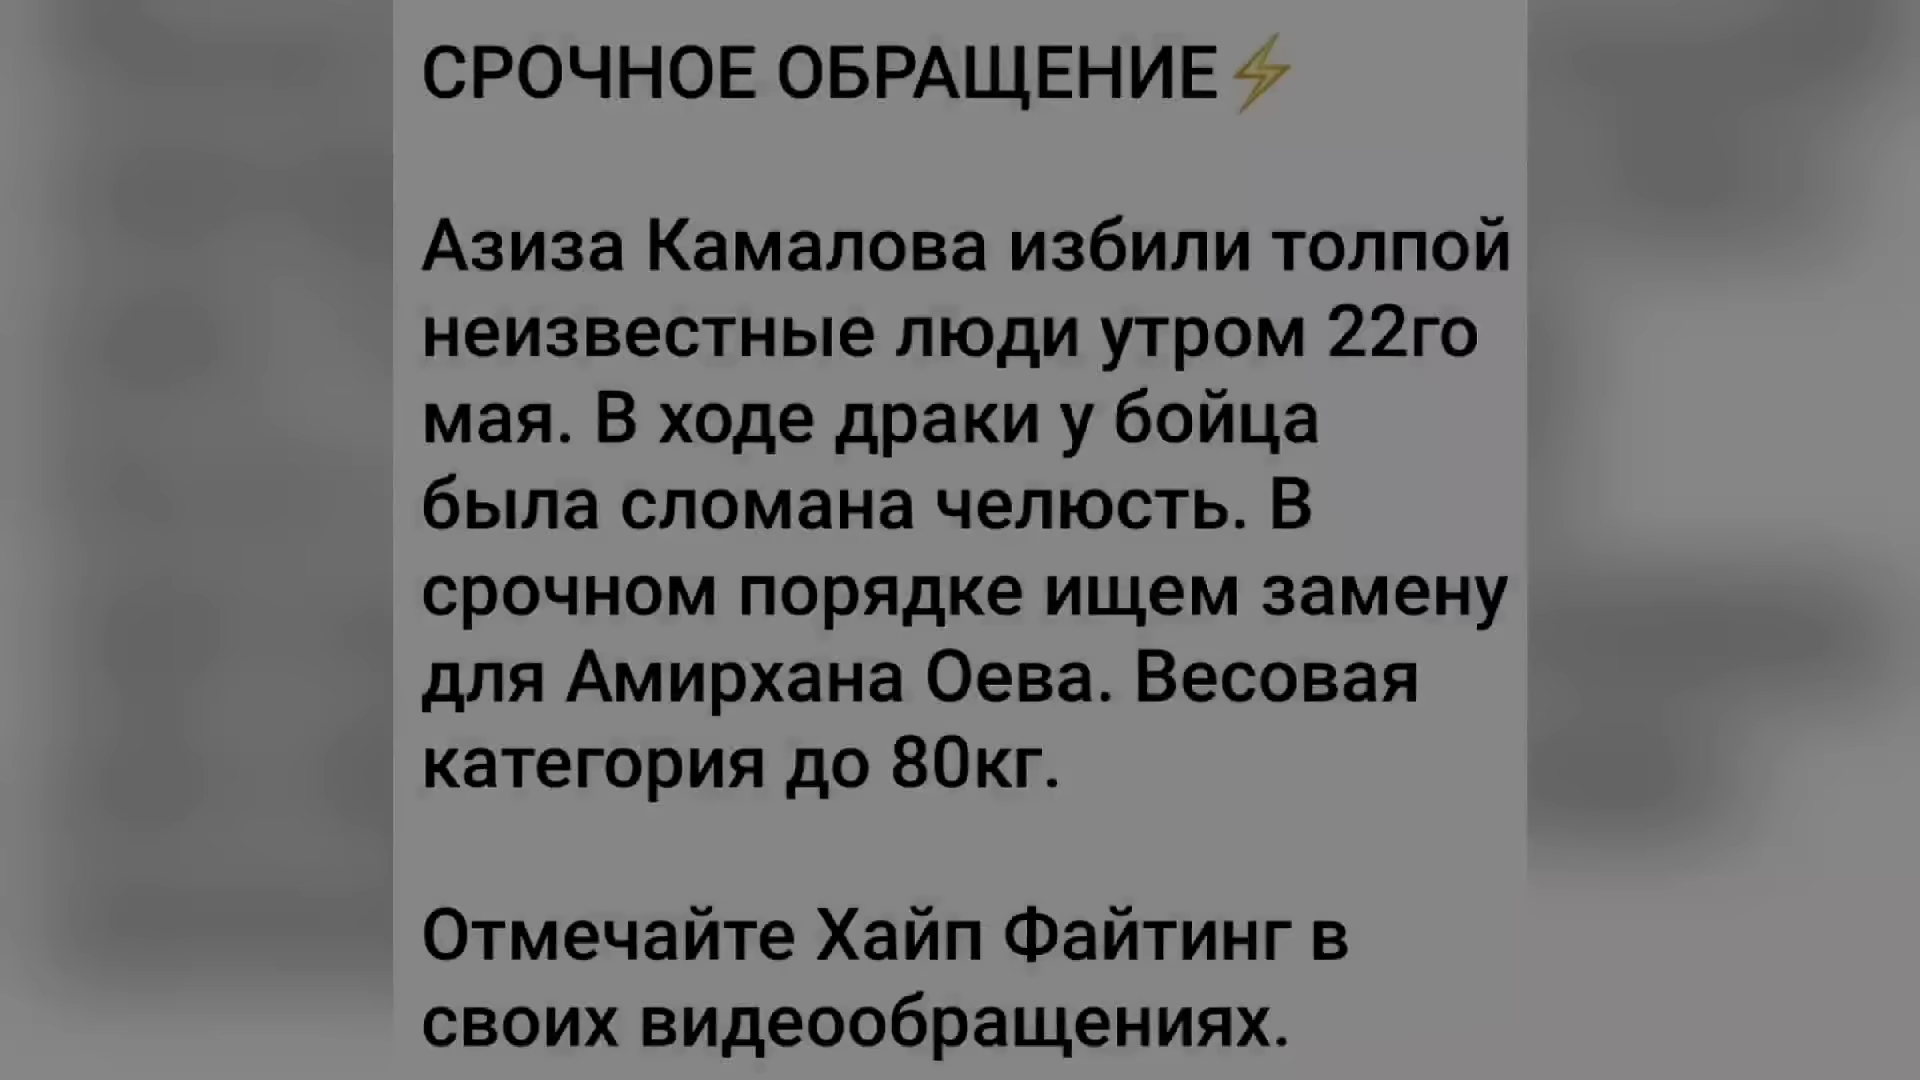 СРОЧНОЕ ОБРАЩЕНИЕ⚡
Азиза Камалова избили толпой
неизвестные люди утром 22го
мая. В ходе драки у бойца
была сломана челюсть. В
срочном порядке ищем замену
для Амирхана Оева. Весовая
категория до 80кг.
Отмечайте Хайп Файтинг в
своих видеообращениях.